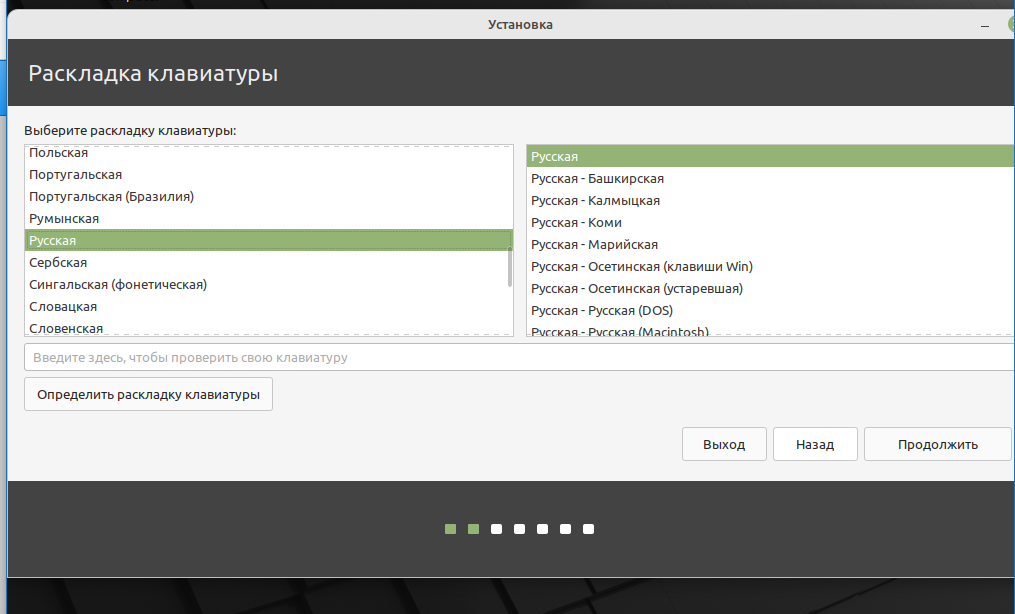 Установка
Раскладка клавиатуры
Выберите раскладку клавиатуры:
Польская
Португальская
Португальская (Бразилия)
Румынская
Русская
Сербская
Сингальская (фонетическая)
Словацкая
Словенская
Русская
Русская - Башкирская
Русская - Калмыцкая
Русская - Коми
Русская - Марийская
Русская - Осетинская (клавиши Win)
Русская - Осетинская (устаревшая)
Русская - Русская (DOS)
Русская - Русская (Macintosh)
Введите здесь, чтобы проверить свою клавиатуру
Определить раскладку клавиатуры
Выход
Назад
Продолжить